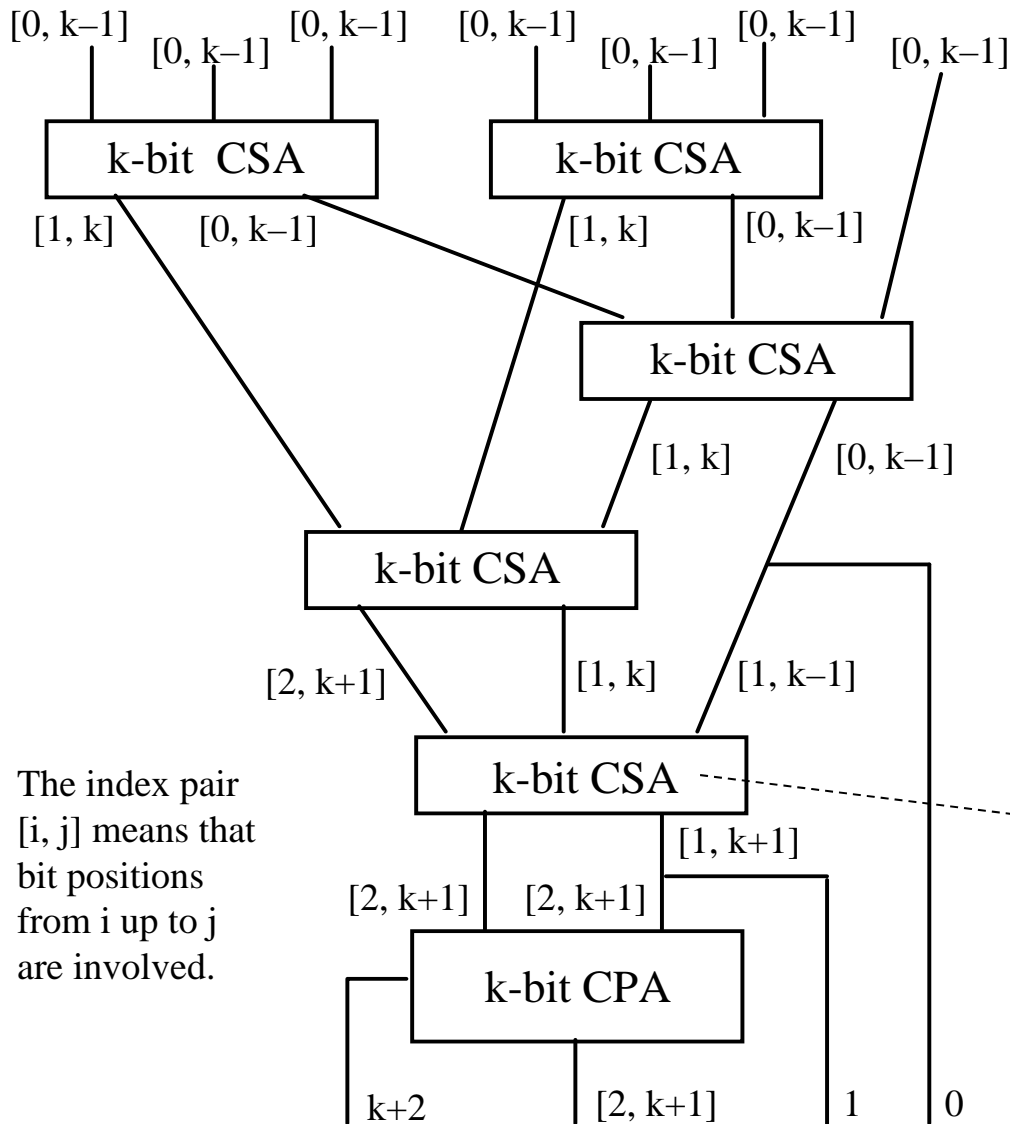 [0, k–1]
[0, k–1]
[0, k–1]
[0, k–1]
[0, k–1]
[0, k–1]
[0, k–1]
k-bit CSA
k-bit CSA
[1, k]
[0, k–1]
[1, k]
[0, k–1]
k-bit CSA
[1, k]
[0, k–1]
k-bit CSA
[2, k+1]
[1, k]
[1, k–1]
k-bit CSA
The index pair
[i, j] means that
bit positions
from i up to j
are involved.
[1, k+1]
[2, k+1]
[2, k+1]
k-bit CPA
k+2
[2, k+1]
1
0